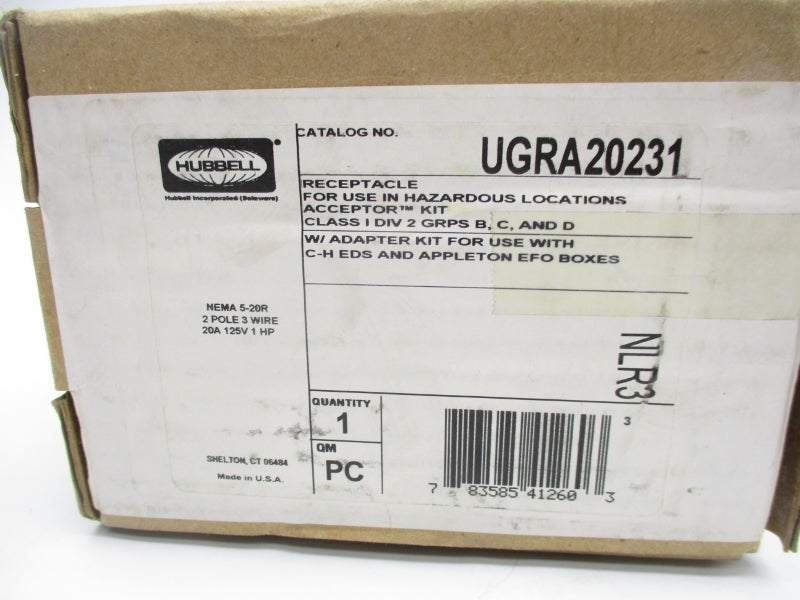 HUBBELL®
Hubbell Incorporated (Delaware)
CATALOG NO.
UGRA20231
RECEPTACLE
FOR USE IN HAZARDOUS LOCATIONS
ACCEPTOR™ KIT
CLASS I DIV 2 GRPS B, C, AND D
W/ ADAPTER KIT FOR USE WITH
C-H EDS AND APPLETON EFO BOXES
NEMA 5-20R
2 POLE 3 WIRE
20A 125V 1 HP
NLR3
QUANTITY
1
QM
PC
SHELTON, CT 06484
Made in U.S.A.
3
7 83585 41260 3